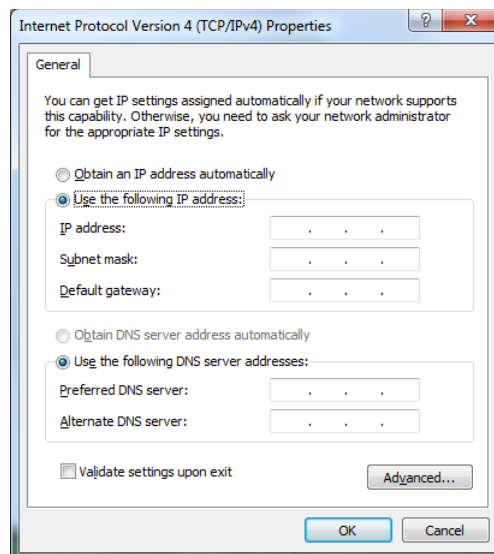 Internet Protocol Version 4 (TCP/IPv4) Properties
General
You can get IP settings assigned automatically if your network supports
this capability. Otherwise, you need to ask your network administrator
for the appropriate IP settings.
Obtain an IP address automatically
Use the following IP address:
IP address:
Subnet mask:
Default gateway:
Obtain DNS server address automatically
Use the following DNS server addresses:
Preferred DNS server:
Alternate DNS server:
Validate settings upon exit
Advanced...
OK
Cancel